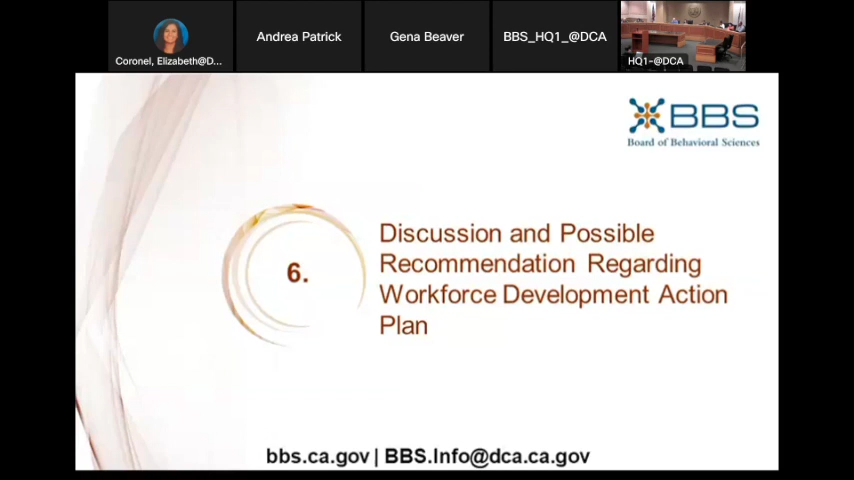 Coronel, Elizabeth@D...
Andrea Patrick
Gena Beaver
BBS_HQ1_@DCA
HQ1-@DCA
BBS
Board of Behavioral Sciences
6.
Discussion and Possible
Recommendation Regarding
Workforce Development Action
Plan
bbs.ca.gov | BBS.Info@dca.ca.gov